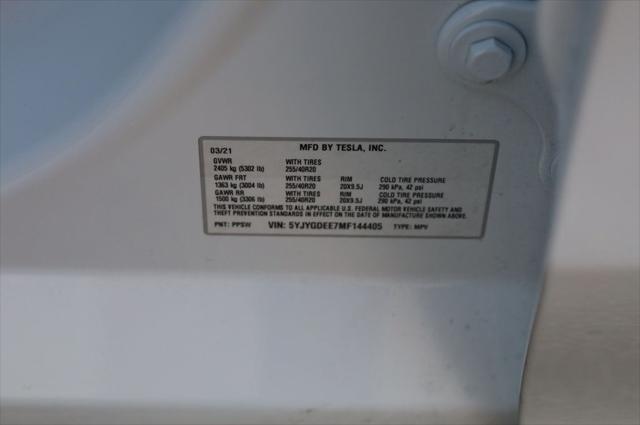 03/21 MFD BY TESLA, INC.
GVWR WITH TIRES
2405 kg (5302 lb) 255/40R20
GAWR FRT WITH TIRES RIM COLD TIRE PRESSURE
1363 kg (3004 lb) 255/40R20 20X9.5J 290 kPa, 42 psi
GAWR RR WITH TIRES RIM COLD TIRE PRESSURE
1500 kg (3306 lb) 255/40R20 20X9.5J 290 kPa, 42 psi
THIS VEHICLE CONFORMS TO ALL APPLICABLE U.S. FEDERAL MOTOR VEHICLE SAFETY AND
THEFT PREVENTION STANDARDS IN EFFECT ON THE DATE OF MANUFACTURE SHOWN ABOVE.
PNT: PPSW VIN: 5YJYGDEE7MF144405 TYPE: MPV